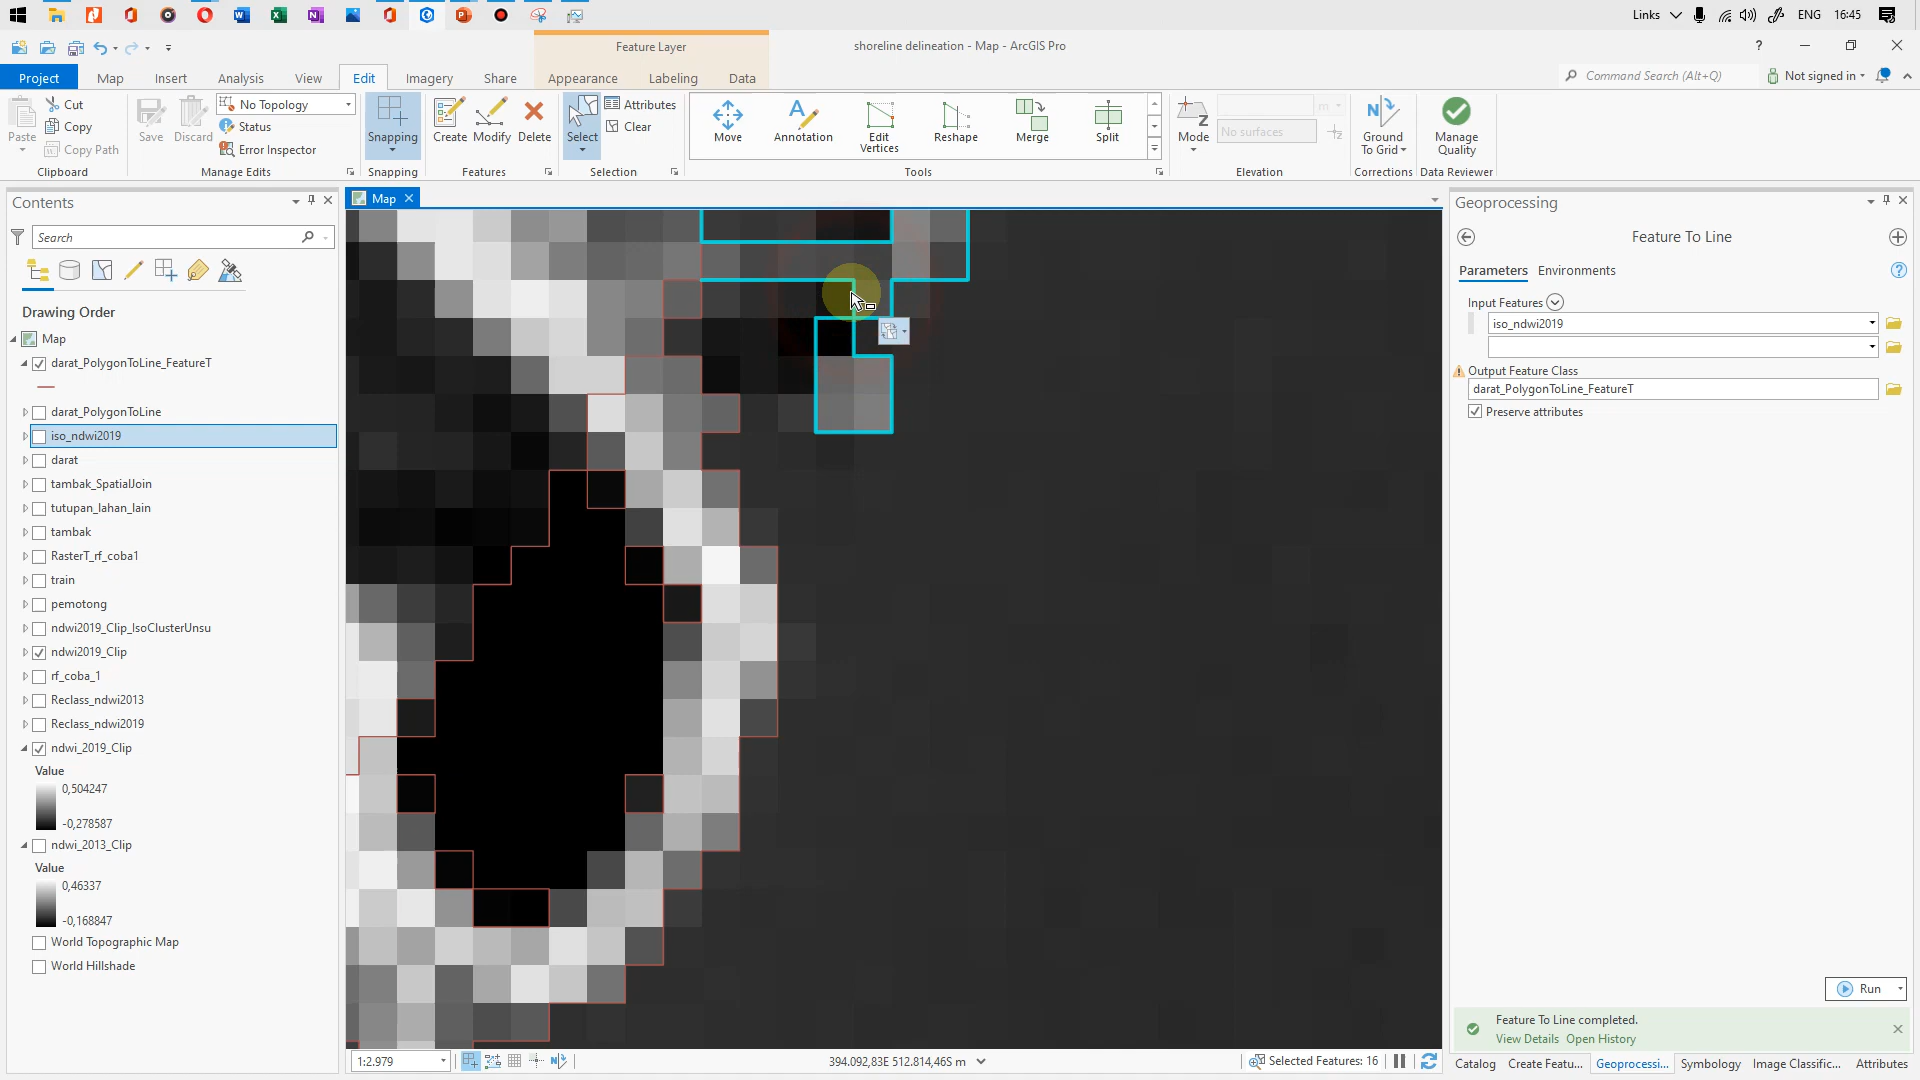 Links
ENG
16:45
Feature Layer
shoreline delineation - Map - ArcGIS Pro
?
Project
Map
Insert
Analysis
View
Edit
Imagery
Share
Appearance
Labeling
Data
Command Search (Alt+Q)
Not signed in
Paste
Cut
Copy
Copy Path
Clipboard
Save
Discard
No Topology
Status
Error Inspector
Manage Edits
Snapping
Snapping
Create
Modify
Delete
Features
Select
Attributes
Clear
Selection
Move
Annotation
Edit
Vertices
Reshape
Merge
Split
Tools
Mode
m
No surfaces
Elevation
Ground
To Grid
Corrections
Manage
Quality
Data Reviewer
Contents
Search
Drawing Order
Map
darat_PolygonToLine_FeatureT
darat_PolygonToLine
iso_ndwi2019
darat
tambak_SpatialJoin
tutupan_lahan_lain
tambak
RasterT_rf_coba1
train
pemotong
ndwi2019_Clip_IsoClusterUnsu
ndwi2019_Clip
rf_coba_1
Reclass_ndwi2013
Reclass_ndwi2019
ndwi_2019_Clip
Value
0,504247
-0,278587
ndwi_2013_Clip
Value
0,46337
-0,168847
World Topographic Map
World Hillshade
Map
1:2.979
394.092,83E 512.814,46S m
Selected Features: 16
Geoprocessing
Feature To Line
Parameters
Environments
?
Input Features
iso_ndwi2019
Output Feature Class
darat_PolygonToLine_FeatureT
Preserve attributes
Run
Feature To Line completed.
View Details
Open History
Catalog
Create Featu...
Geoprocessi...
Symbology
Image Classific...
Attributes